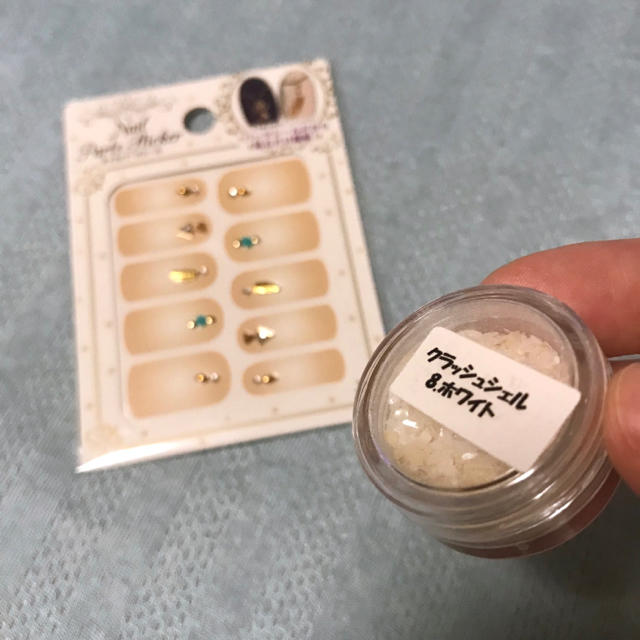 Nail
Parts Sticker
クラッシュシェル
8.ホワイト